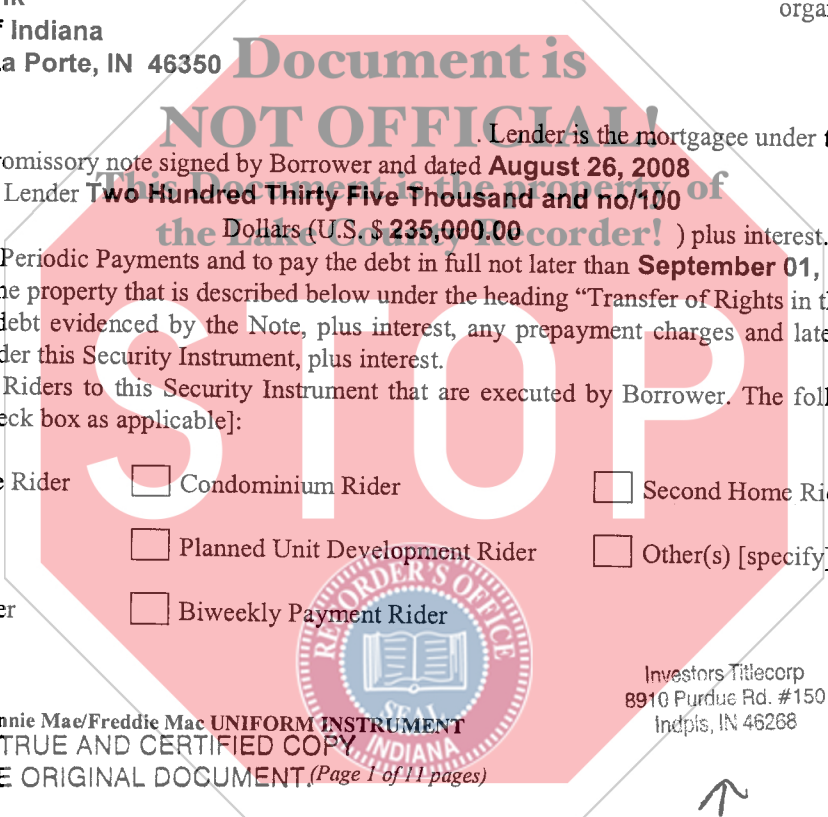 orga
Indiana
a Porte, IN 46350
Document is
NOT OFFICIAL!
. Lender is the mortgagee under
romissory note signed by Borrower and dated August 26, 2008
This Document is the property of
Lender Two Hundred Thirty Five Thousand and no/100
the Lake County Recorder!
Dollars (U.S. $ 235,000.00 ) plus interest.
Periodic Payments and to pay the debt in full not later than September 01,
he property that is described below under the heading “Transfer of Rights in t
debt evidenced by the Note, plus interest, any prepayment charges and late
der this Security Instrument, plus interest.
Riders to this Security Instrument that are executed by Borrower. The foll
eck box as applicable]:
STOP
Rider Condominium Rider Second Home Ri
Planned Unit Development Rider Other(s) [specify]
er Biweekly Payment Rider
RECORDER'S OFFICE
SEAL
INDIANA
Investors Titlecorp
8910 Purdue Rd. #150
Indpls, IN 46268
nnie Mae/Freddie Mac UNIFORM INSTRUMENT
TRUE AND CERTIFIED COPY
E ORIGINAL DOCUMENT. (Page 1 of 11 pages)